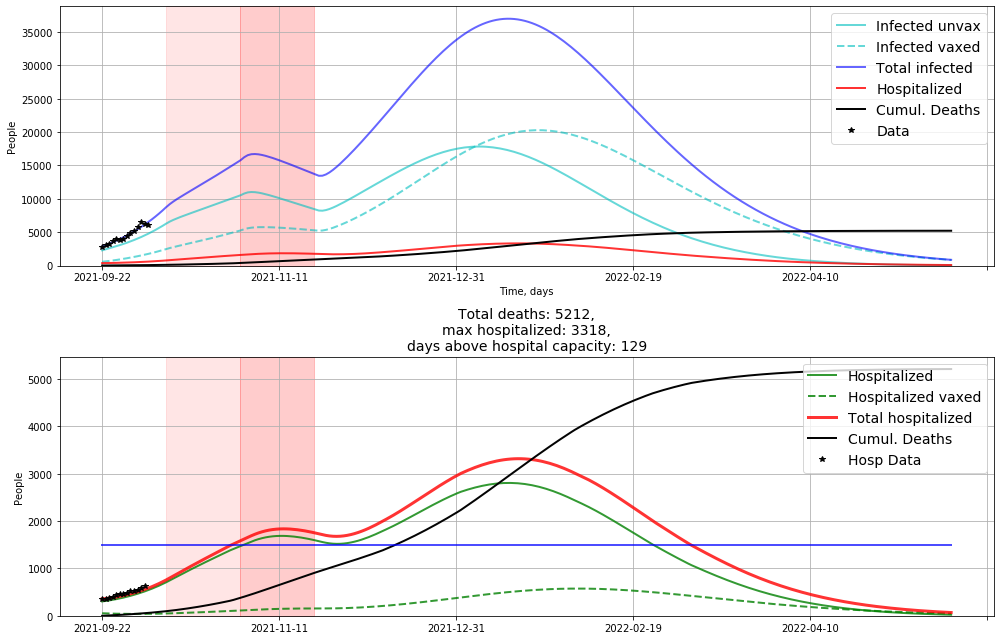 35000
30000
25000
20000
15000
10000
5000
0
People
Infected unvax
Infected vaxed
Total infected
Hospitalized
Cumul. Deaths
Data
2021-09-22
2021-11-11
2021-12-31
2022-02-19
2022-04-10
Time, days
Total deaths: 5212,
max hospitalized: 3318,
days above hospital capacity: 129
5000
4000
3000
2000
1000
0
People
Hospitalized
Hospitalized vaxed
Total hospitalized
Cumul. Deaths
Hosp Data
2021-09-22
2021-11-11
2021-12-31
2022-02-19
2022-04-10